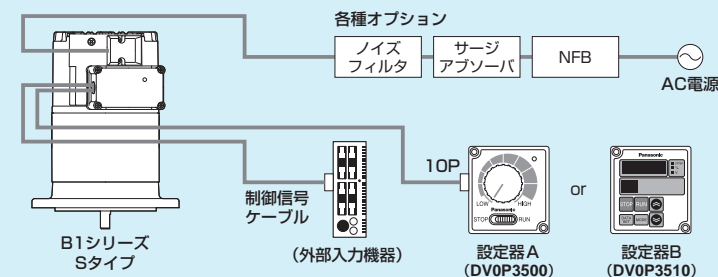 各種オプション
ノイズ
フィルタ
サージ
アブソーバ
NFB
AC電源
10P
制御信号
ケーブル
(外部入力機器)
LOW
HIGH
Panasonic
STOP
RUN
設定器A
(DV0P3500)
or
Panasonic
STOP
RUN
MODE
設定器B
(DV0P3510)
B1シリーズ
Sタイプ